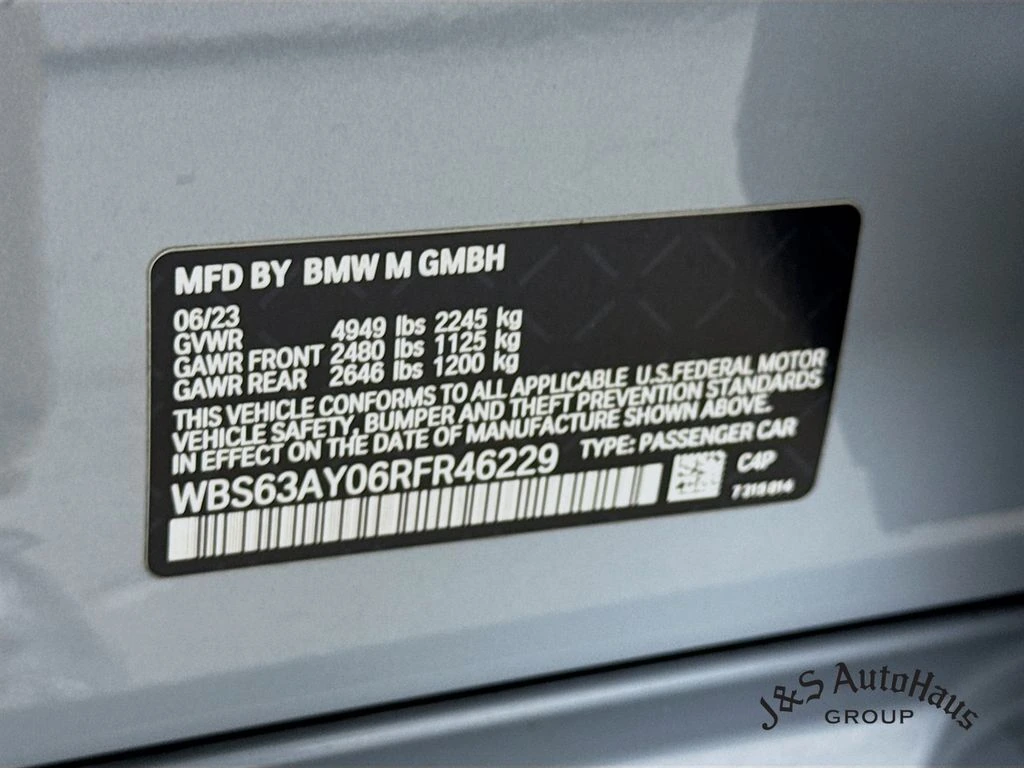 MFD BY BMW M GMBH
06/23
GVWR 4949 lbs 2245 kg
GAWR FRONT 2480 lbs 1125 kg
GAWR REAR 2646 lbs 1200 kg
THIS VEHICLE CONFORMS TO ALL APPLICABLE U.S.FEDERAL MOTOR
VEHICLE SAFETY, BUMPER AND THEFT PREVENTION STANDARDS
IN EFFECT ON THE DATE OF MANUFACTURE SHOWN ABOVE.
WBS63AY06RFR46229 TYPE: PASSENGER CAR
C4P
J&S AutoHaus
GROUP